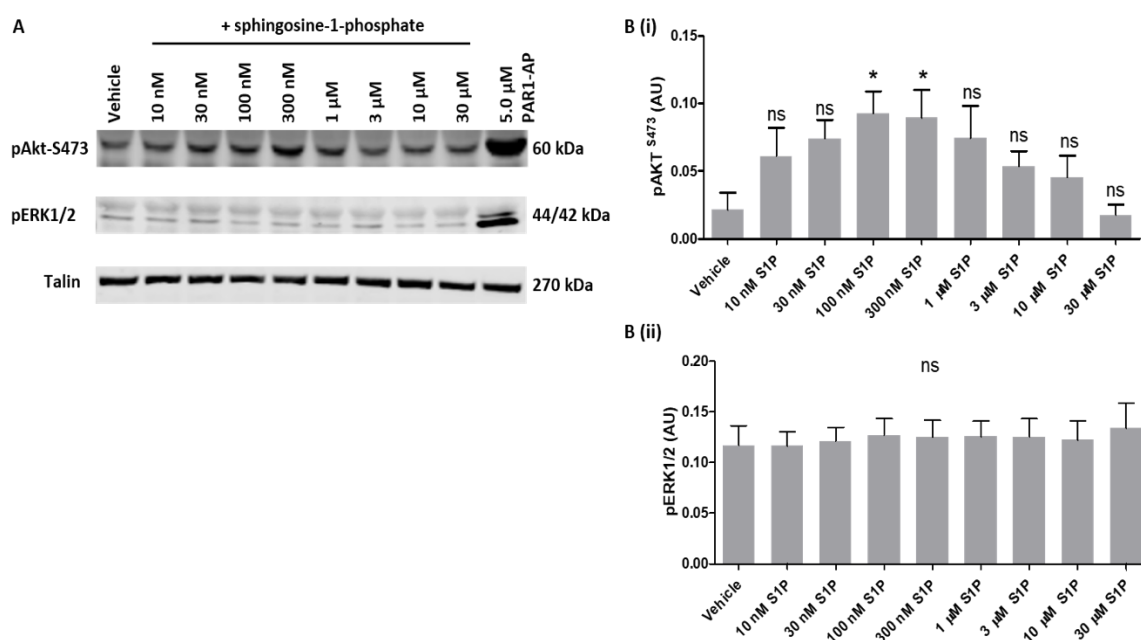 A
+ sphingosine-1-phosphate
Vehicle
10 nM
30 nM
100 nM
300 nM
1 µM
3 µM
10 µM
30 µM
5.0 µM
PAR1-AP
pAkt-S473
60 kDa
pERK1/2
44/42 kDa
Talin
270 kDa
B (i)
pAKT S473
(AU)
0.15
0.10
0.05
0.00
ns
ns
*
*
ns
ns
ns
ns
Vehicle
10 nM S1P
30 nM S1P
100 nM S1P
300 nM S1P
1 µM S1P
3 µM S1P
10 µM S1P
30 µM S1P
B (ii)
pERK1/2 (AU)
0.20
0.15
0.10
0.05
0.00
ns
Vehicle
10 nM S1P
30 nM S1P
100 nM S1P
300 nM S1P
1 µM S1P
3 µM S1P
10 µM S1P
30 µM S1P